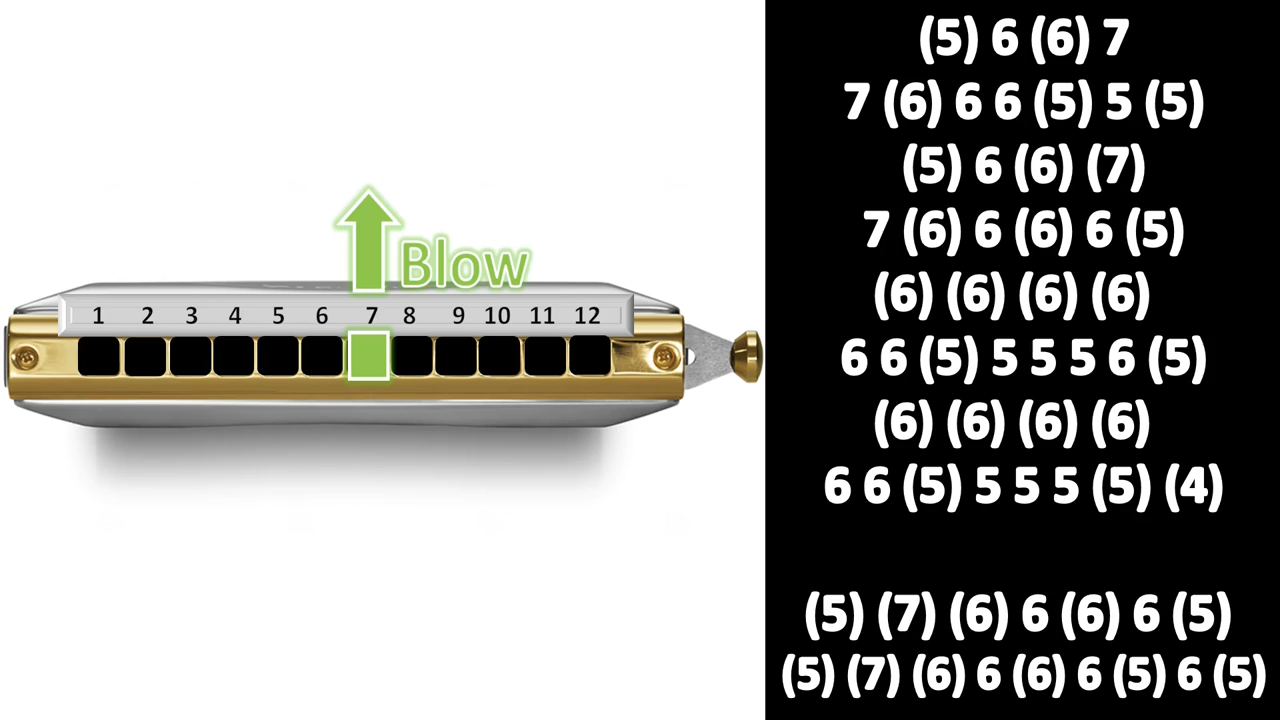 Blow
1 2 3 4 5 6 7 8 9 10 11 12
(5) 6 (6) 7
7 (6) 6 6 (5) 5 (5)
(5) 6 (6) (7)
7 (6) 6 (6) 6 (5)
(6) (6) (6) (6)
6 6 (5) 5 5 5 6 (5)
(6) (6) (6) (6)
6 6 (5) 5 5 5 (5) (4)
(5) (7) (6) 6 (6) 6 (5)
(5) (7) (6) 6 (6) 6 (5) 6 (5)